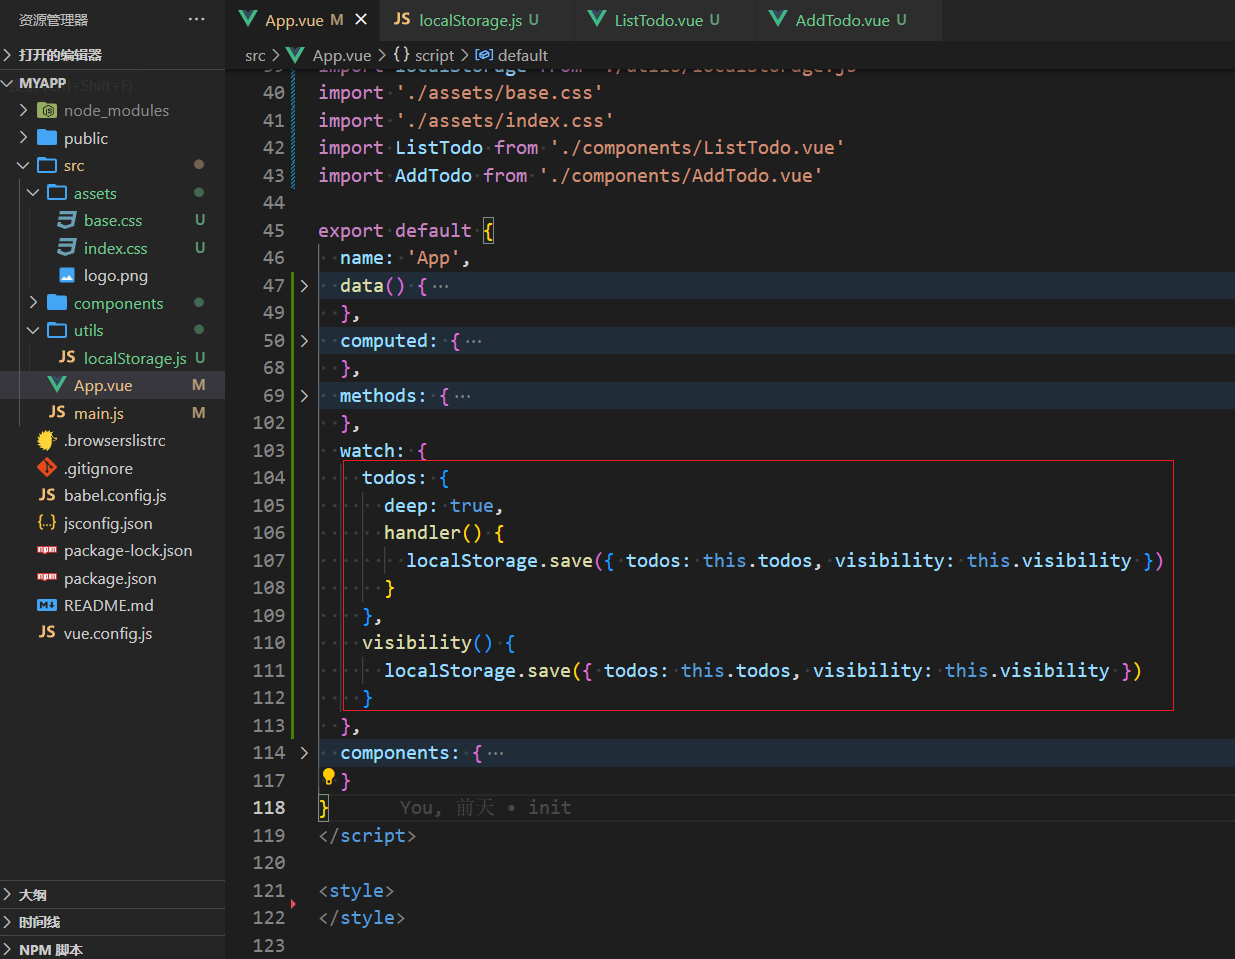 资源管理器 ···
打开的编辑器
MYAPP
node_modules
public
src
assets
base.css U
index.css U
logo.png
components
utils
JS localStorage.js U
App.vue M
JS main.js M
.browserslistrc
.gitignore
JS babel.config.js
{..} jsconfig.json
npm package-lock.json
npm package.json
README.md
JS vue.config.js
大纲
时间线
NPM 脚本
App.vue M JS localStorage.js U ListTodo.vue U AddTodo.vue U
src > App.vue > {} script > default
39 import localStorage from './utils/localStorage.js'
40 import './assets/base.css'
41 import './assets/index.css'
42 import ListTodo from './components/ListTodo.vue'
43 import AddTodo from './components/AddTodo.vue'
44
45 export default {
46 name: 'App',
47 data() { ···
49 },
50 computed: { ···
68 },
69 methods: { ···
102 },
103 watch: {
104 todos: {
105 deep: true,
106 handler() {
107 localStorage.save({ todos: this.todos, visibility: this.visibility })
108 }
109 },
110 visibility() {
111 localStorage.save({ todos: this.todos, visibility: this.visibility })
112 }
113 },
114 components: { ···
117 }
118 } You, 前天 • init
119 </script>
120
121 <style>
122 </style>
123